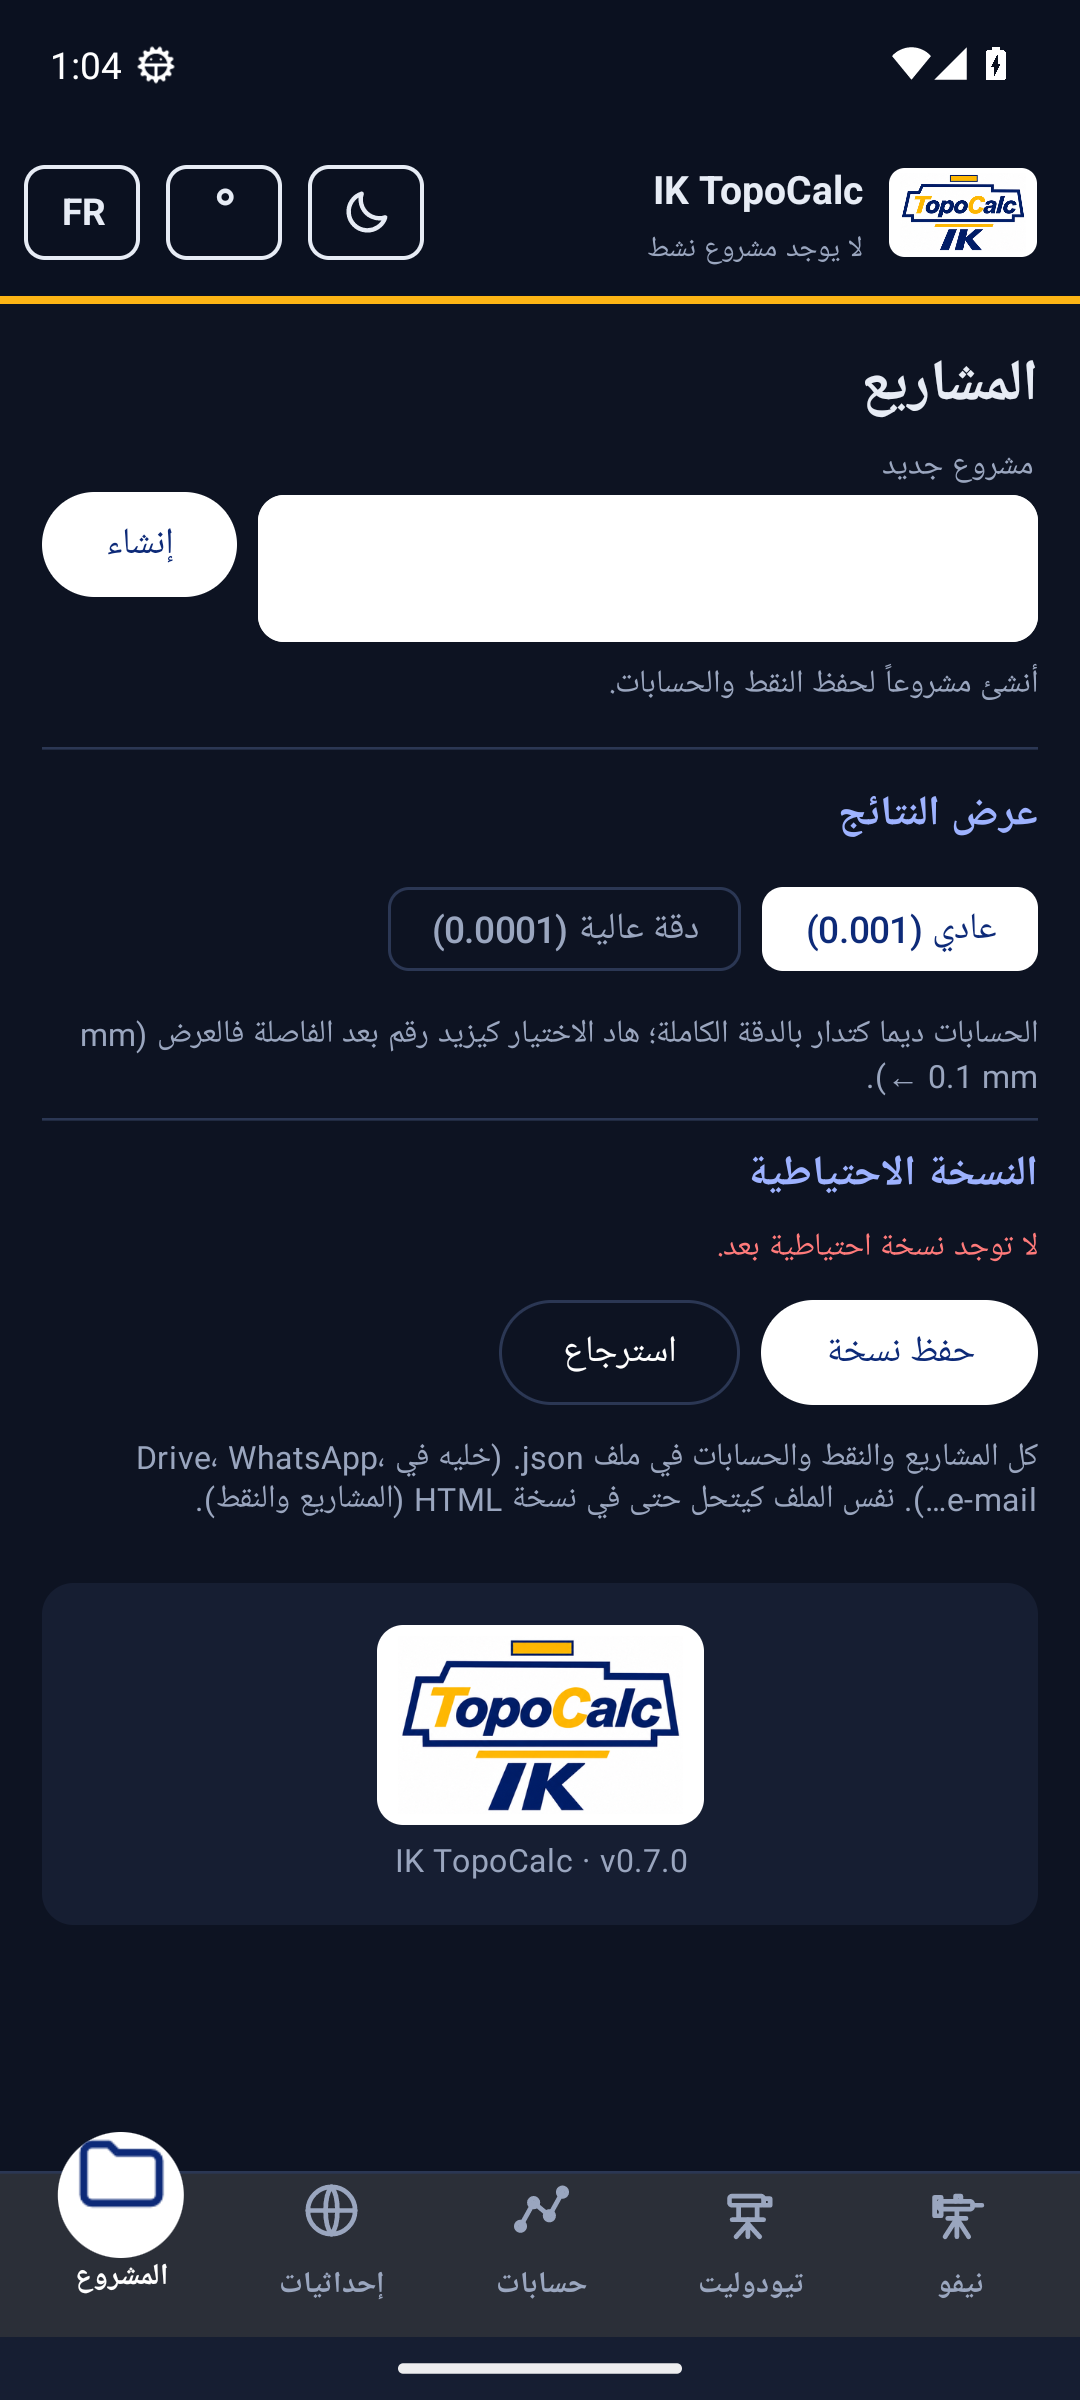 1:04
IK TopoCalc
لا يوجد مشروع نشط
FR
°
TopoCalc
IK
المشاريع
مشروع جديد
إنشاء
أنشئ مشروعاً لحفظ النقط والحسابات.
عرض النتائج
عادي (0.001)
دقة عالية (0.0001)
الحسابات ديما كتدار بالدقة الكاملة؛ هاد الاختيار كيزيد رقم بعد الفاصلة فالعرض (mm
← 0.1 mm).
النسخة الاحتياطية
لا توجد نسخة احتياطية بعد.
حفظ نسخة
استرجاع
كل المشاريع والنقط والحسابات في ملف .json (خليه في Drive، WhatsApp،
e-mail…). نفس الملف كيتحل حتى في نسخة HTML (المشاريع والنقط).
TopoCalc
IK
IK TopoCalc · v0.7.0
نيفو
تيودوليت
حسابات
إحداثيات
المشروع